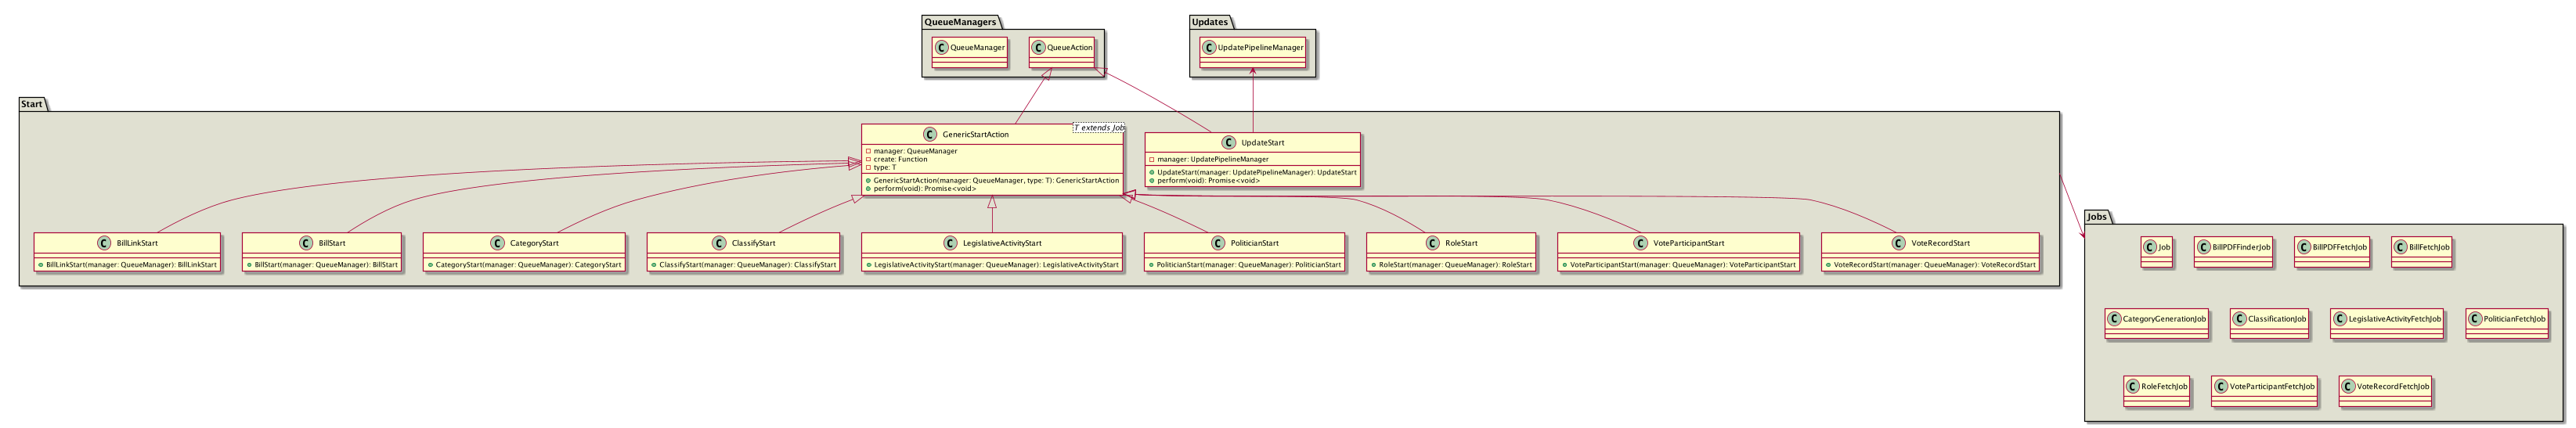 QueueManagers
Updates
C QueueManager
C QueueAction
C UpdatePipelineManager
Start
T extends Job
C GenericStartAction
manager: QueueManager
create: Function
type: T
GenericStartAction(manager: QueueManager, type: T): GenericStartAction
perform(void): Promise<void>
C UpdateStart
manager: UpdatePipelineManager
UpdateStart(manager: UpdatePipelineManager): UpdateStart
perform(void): Promise<void>
C BillLinkStart
BillLinkStart(manager: QueueManager): BillLinkStart
C BillStart
BillStart(manager: QueueManager): BillStart
C CategoryStart
CategoryStart(manager: QueueManager): CategoryStart
C ClassifyStart
ClassifyStart(manager: QueueManager): ClassifyStart
C LegislativeActivityStart
LegislativeActivityStart(manager: QueueManager): LegislativeActivityStart
C PoliticianStart
PoliticianStart(manager: QueueManager): PoliticianStart
C RoleStart
RoleStart(manager: QueueManager): RoleStart
C VoteParticipantStart
VoteParticipantStart(manager: QueueManager): VoteParticipantStart
C VoteRecordStart
VoteRecordStart(manager: QueueManager): VoteRecordStart
Jobs
C Job
C BillPDFFinderJob
C BillPDFFetchJob
C BillFetchJob
C CategoryGenerationJob
C ClassificationJob
C LegislativeActivityFetchJob
C PoliticianFetchJob
C RoleFetchJob
C VoteParticipantFetchJob
C VoteRecordFetchJob